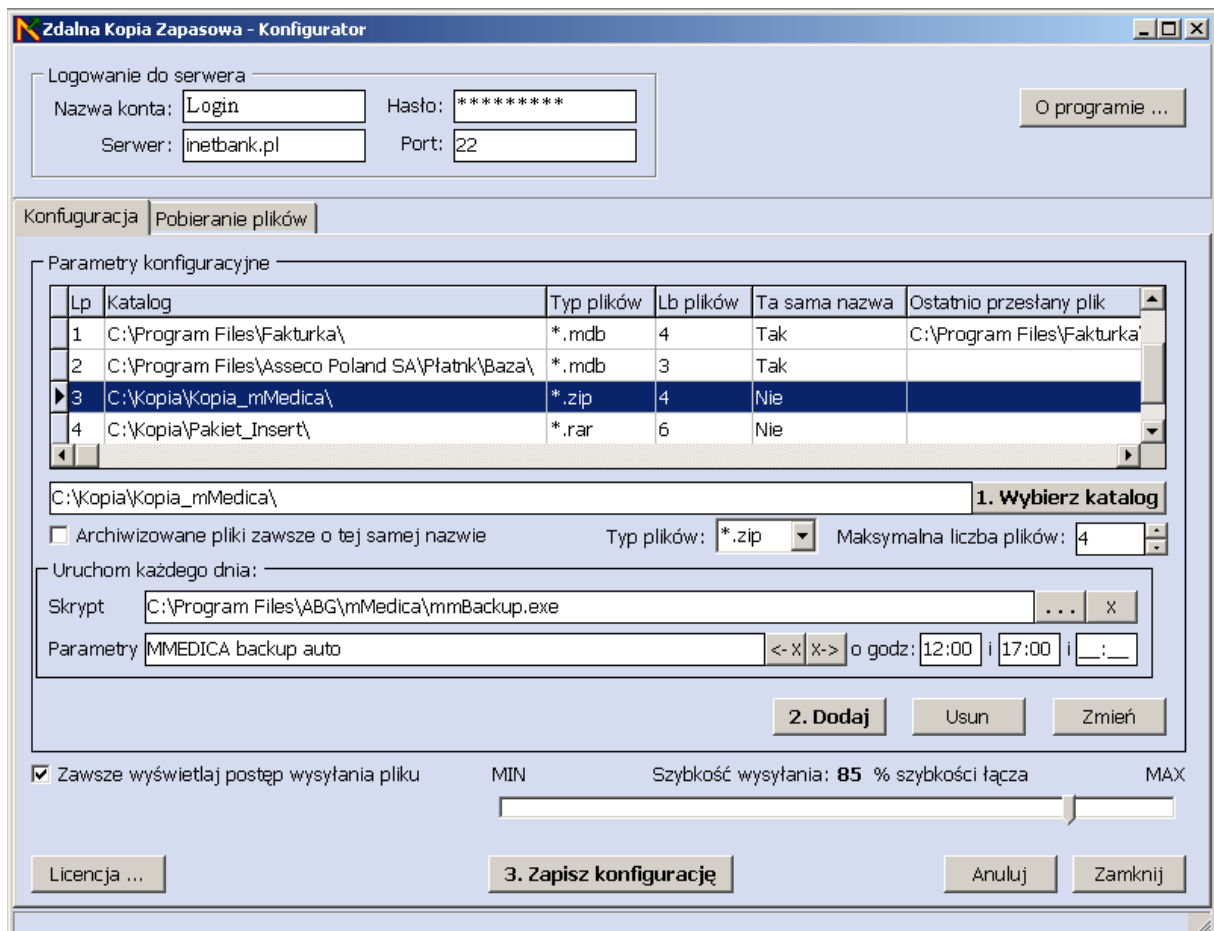 Zdalna Kopia Zapasowa - Konfigurator
Logowanie do serwera
Nazwa konta: Login Hasło: *********
O programie ...
Serwer: inetbank.pl Port: 22
Konfuguracja Pobieranie plików
Parametry konfiguracyjne
Lp Katalog Typ plików Lb plików Ta sama nazwa Ostatnio przesłany plik
1 C:\Program Files\Fakturka\ *.mdb 4 Tak C:\Program Files\Fakturka\
2 C:\Program Files\Asseco Poland SA\Płatnk\Baza\ *.mdb 3 Tak
3 C:\Kopia\Kopia_mMedica\ *.zip 4 Nie
4 C:\Kopia\Pakiet_Insert\ *.rar 6 Nie
C:\Kopia\Kopia_mMedica\ 1. Wybierz katalog
Archiwizowane pliki zawsze o tej samej nazwie Typ plików: *.zip Maksymalna liczba plików: 4
Uruchom każdego dnia:
Skrypt C:\Program Files\ABG\mMedica\mmBackup.exe ... X
Parametry MMEDICA backup auto <-X X-> o godz: 12:00 i 17:00 i __:__
2. Dodaj Usun Zmień
Zawsze wyświetlaj postęp wysyłania pliku MIN Szybkość wysyłania: 85 % szybkości łącza MAX
Licencja ... 3. Zapisz konfigurację Anuluj Zamknij